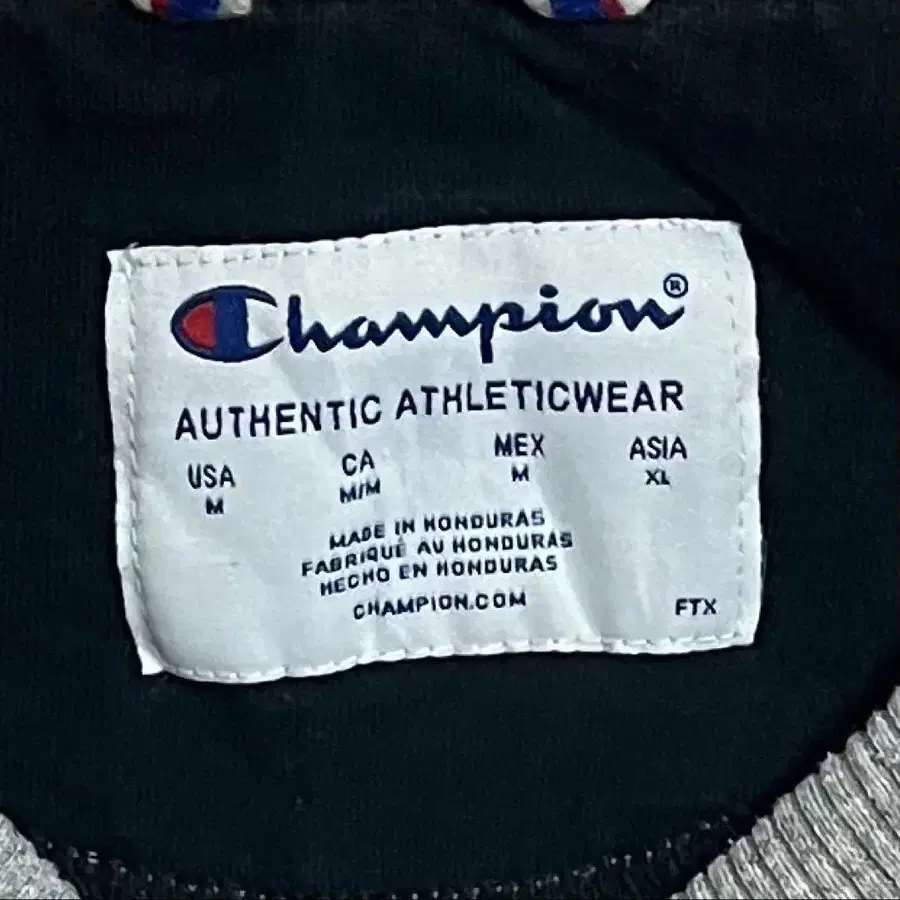 Champion®
AUTHENTIC ATHLETICWEAR
USA CA MEX ASIA
M M/M M XL
MADE IN HONDURAS
FABRIQUÉ AU HONDURAS
HECHO EN HONDURAS
CHAMPION.COM
FTX